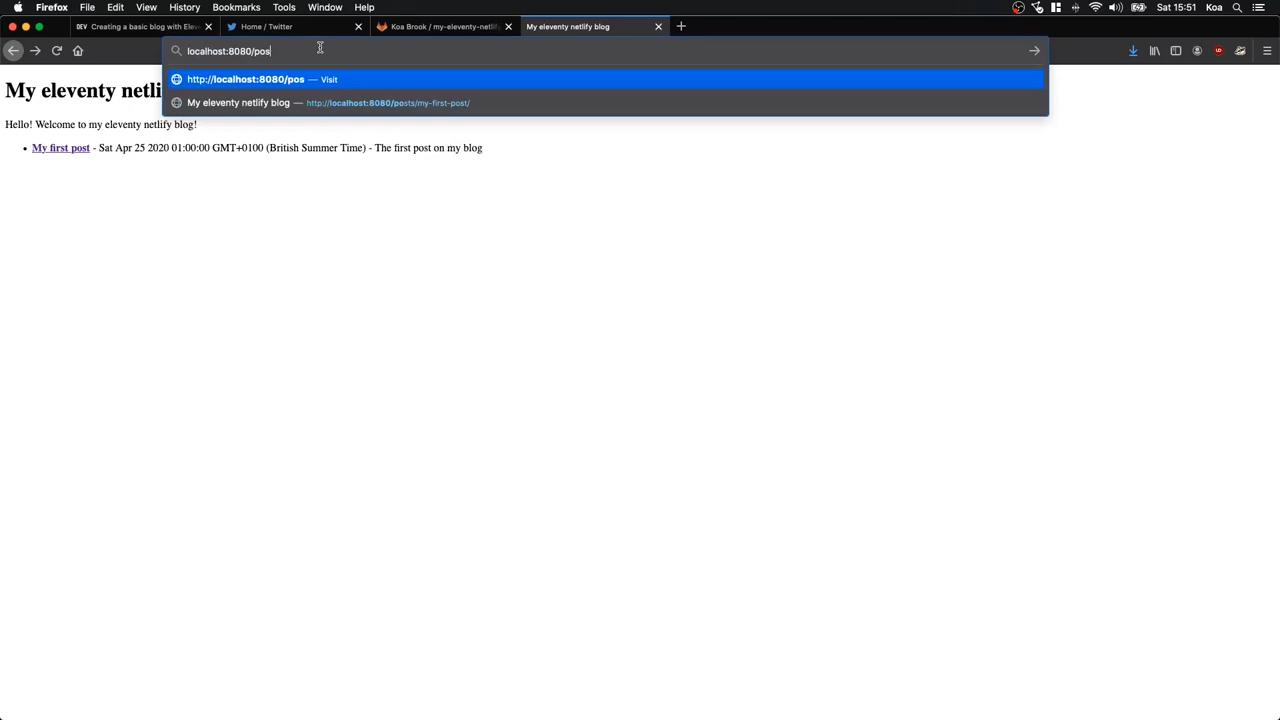 Firefox File Edit View History Bookmarks Tools Window Help Sat 15:51 Koa
DEV Creating a basic blog with Elev Home / Twitter Koa Brook / my-eleventy-netlify My eleventy netlify blog
localhost:8080/pos
http://localhost:8080/pos — Visit
My eleventy netlify blog — http://localhost:8080/posts/my-first-post/
My eleventy netli
Hello! Welcome to my eleventy netlify blog!
• My first post - Sat Apr 25 2020 01:00:00 GMT+0100 (British Summer Time) - The first post on my blog